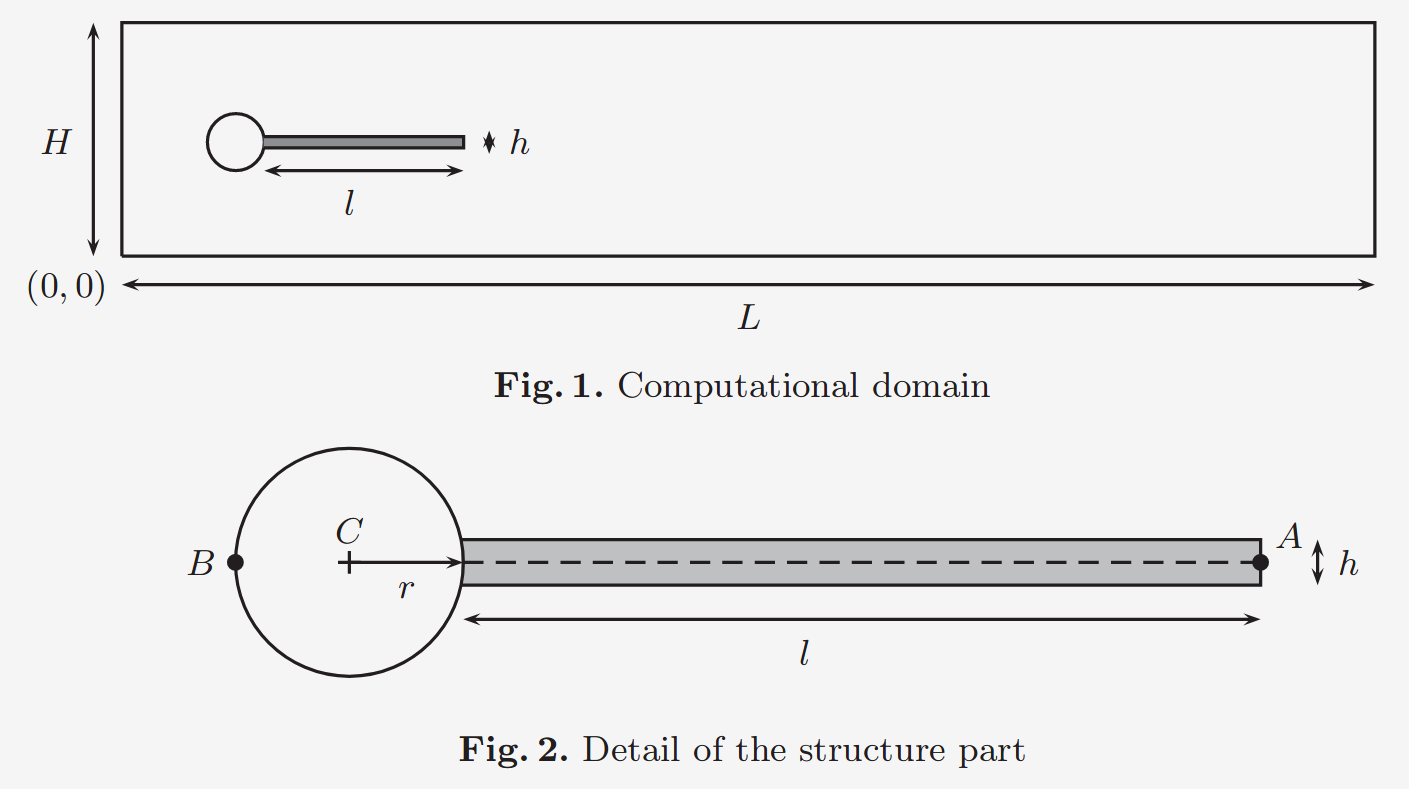 H
h
l
(0, 0)
L
Fig. 1. Computational domain
C
A
B
h
r
l
Fig. 2. Detail of the structure part